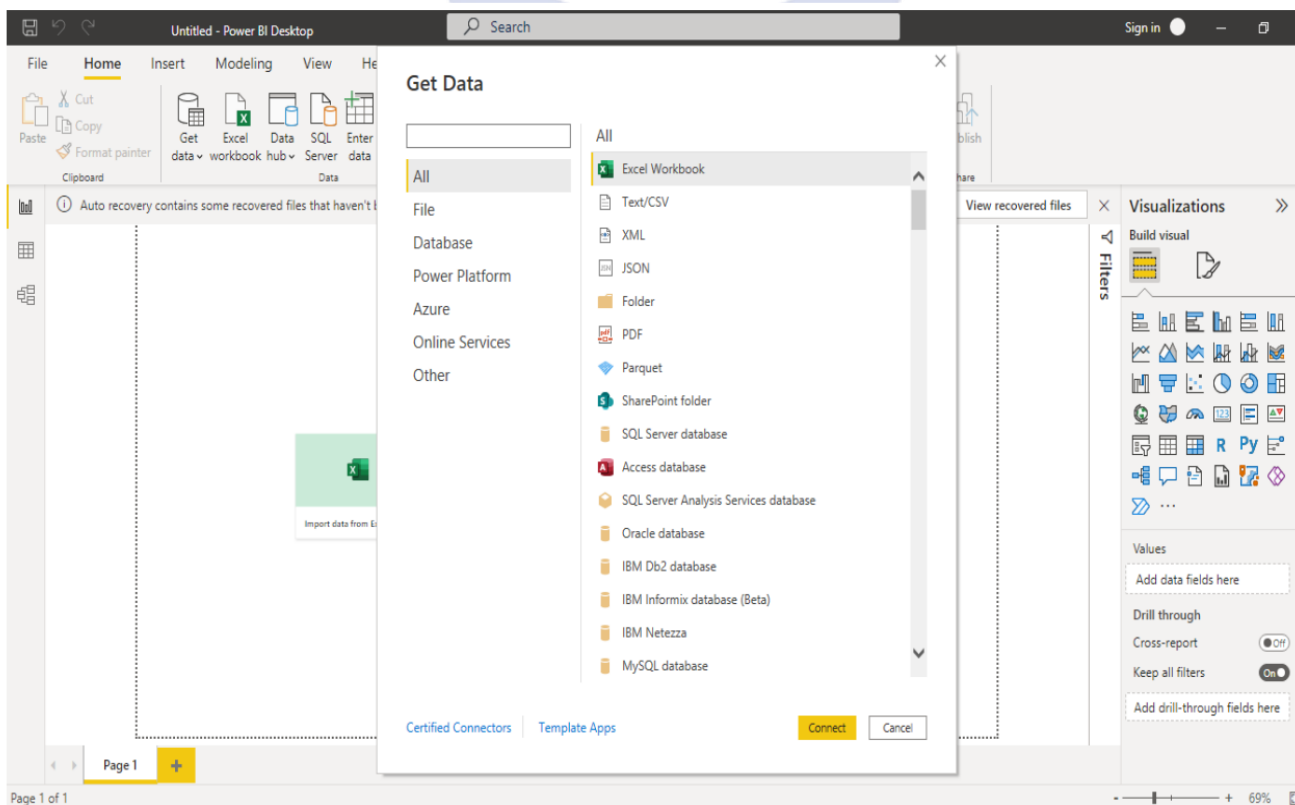 Untitled - Power BI Desktop
Search
Sign in
File Home Insert Modeling View He
Paste
Cut
Copy
Format painter
Clipboard
Get data
Excel workbook
Data hub
SQL Server
Enter data
Data
blish
hare
Auto recovery contains some recovered files that haven't b
View recovered files
Import data from Ex
Get Data
All
File
Database
Power Platform
Azure
Online Services
Other
All
Excel Workbook
Text/CSV
XML
JSON
Folder
PDF
Parquet
SharePoint folder
SQL Server database
Access database
SQL Server Analysis Services database
Oracle database
IBM Db2 database
IBM Informix database (Beta)
IBM Netezza
MySQL database
Certified Connectors
Template Apps
Connect
Cancel
Filters
Visualizations
Build visual
123
R
Py
Values
Add data fields here
Drill through
Cross-report
Off
Keep all filters
On
Add drill-through fields here
Page 1
Page 1 of 1
69%